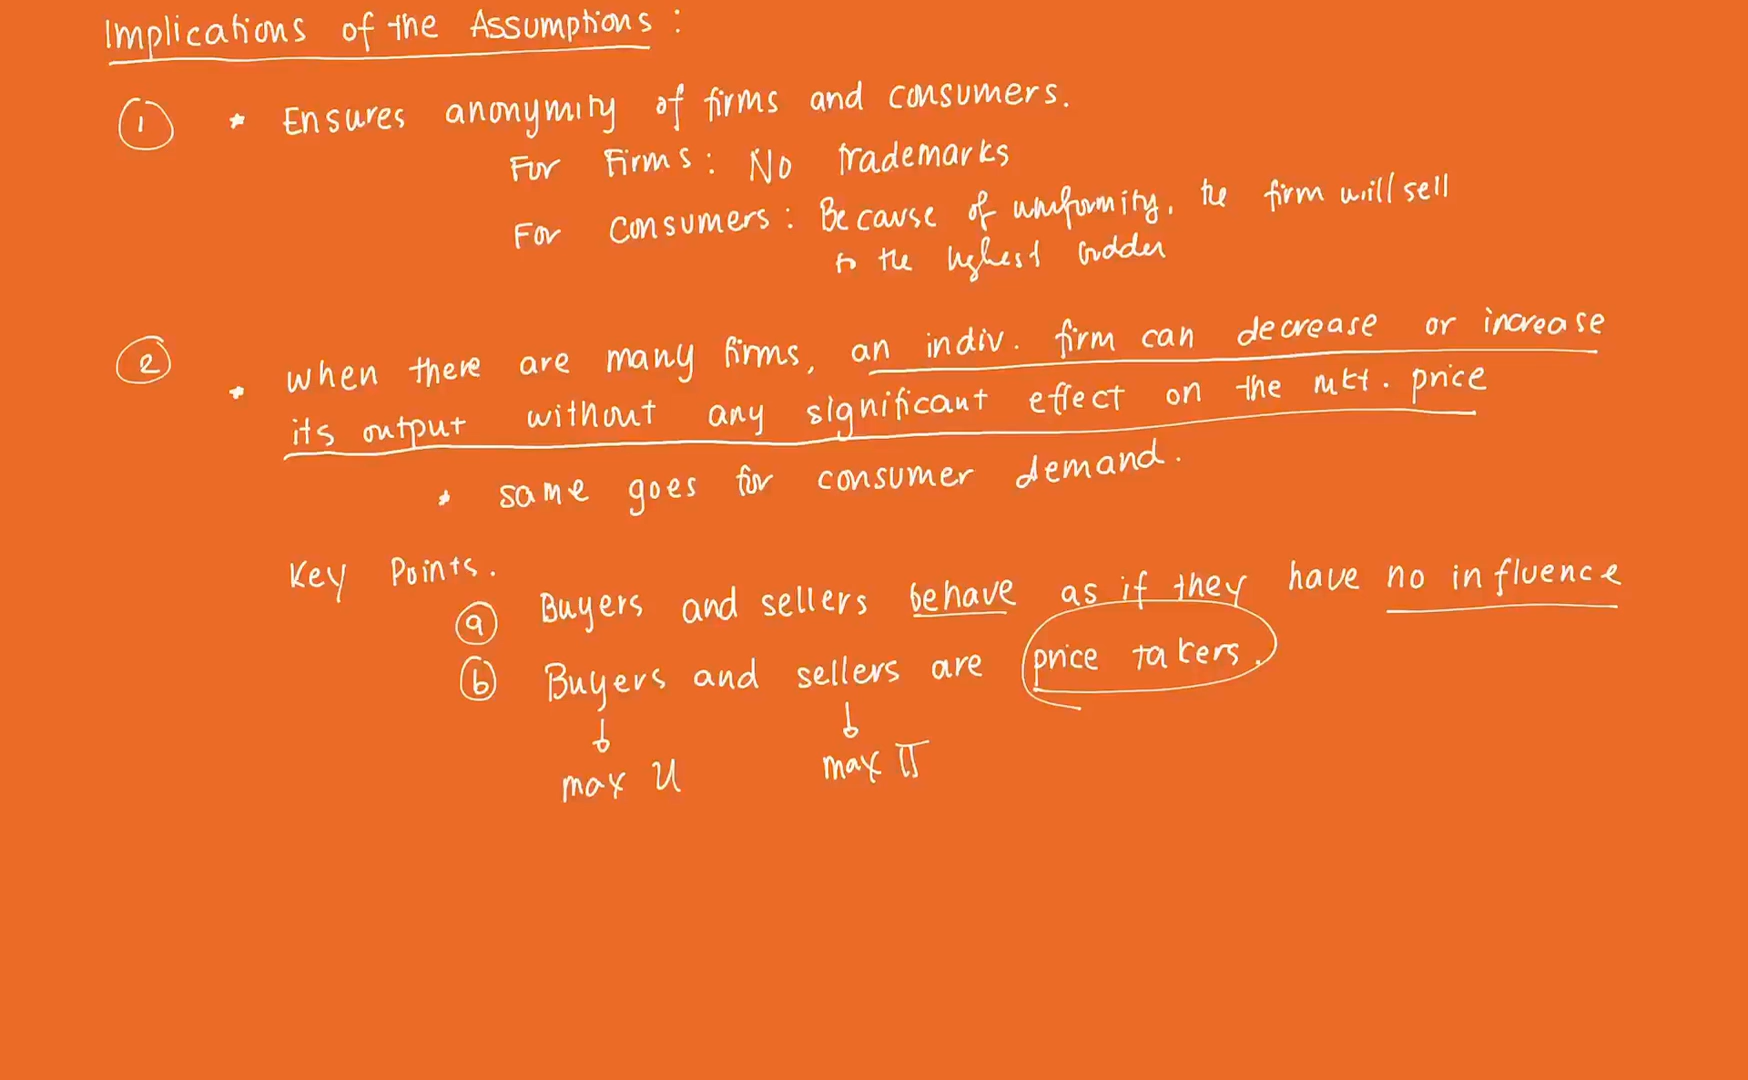 Implications of the Assumptions :
① * Ensures anonymity of firms and consumers.
For Firms : No trademarks
For consumers : Because of uniformity, the firm will sell
to the highest bidder
② * when there are many firms, an indiv. firm can decrease or increase
its output without any significant effect on the mkt. price
* same goes for consumer demand.
Key Points.
ⓐ Buyers and sellers behave as if they have no influence
ⓑ Buyers and sellers are price takers.
↓ ↓
max U max π